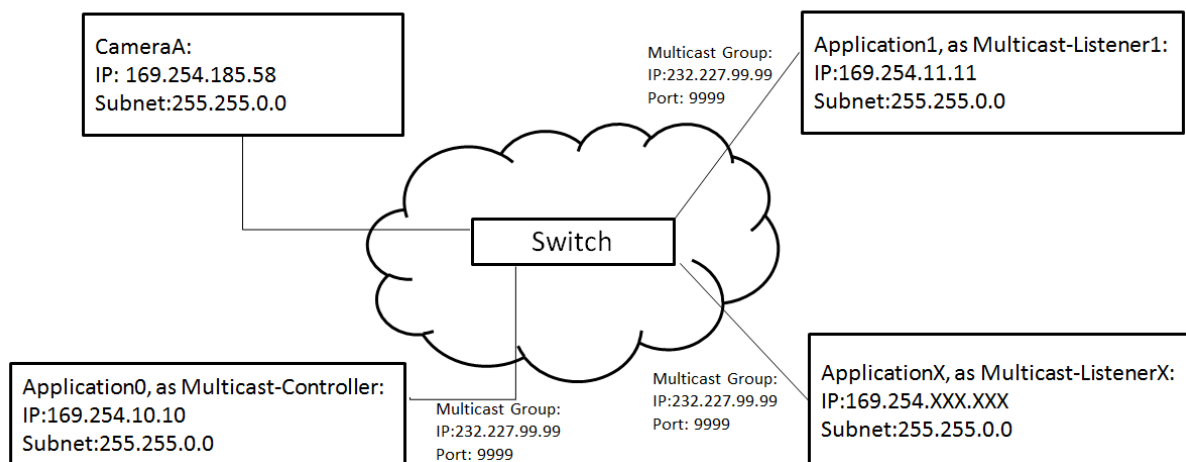 CameraA:
IP: 169.254.185.58
Subnet:255.255.0.0
Multicast Group:
IP:232.227.99.99
Port: 9999
Application1, as Multicast-Listener1:
IP:169.254.11.11
Subnet:255.255.0.0
Switch
Application0, as Multicast-Controller:
IP:169.254.10.10
Subnet:255.255.0.0
Multicast Group:
IP:232.227.99.99
Port: 9999
Multicast Group:
IP:232.227.99.99
Port: 9999
ApplicationX, as Multicast-ListenerX:
IP:169.254.XXX.XXX
Subnet:255.255.0.0